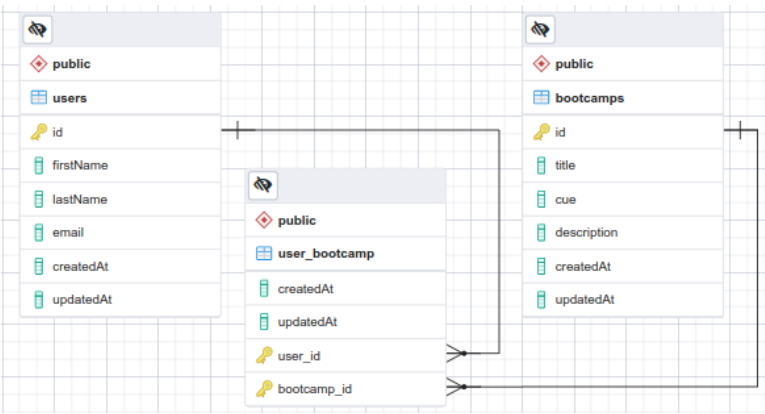 public
users
id
firstName
lastName
email
createdAt
updatedAt
public
user_bootcamp
createdAt
updatedAt
user_id
bootcamp_id
public
bootcamps
id
title
cue
description
createdAt
updatedAt